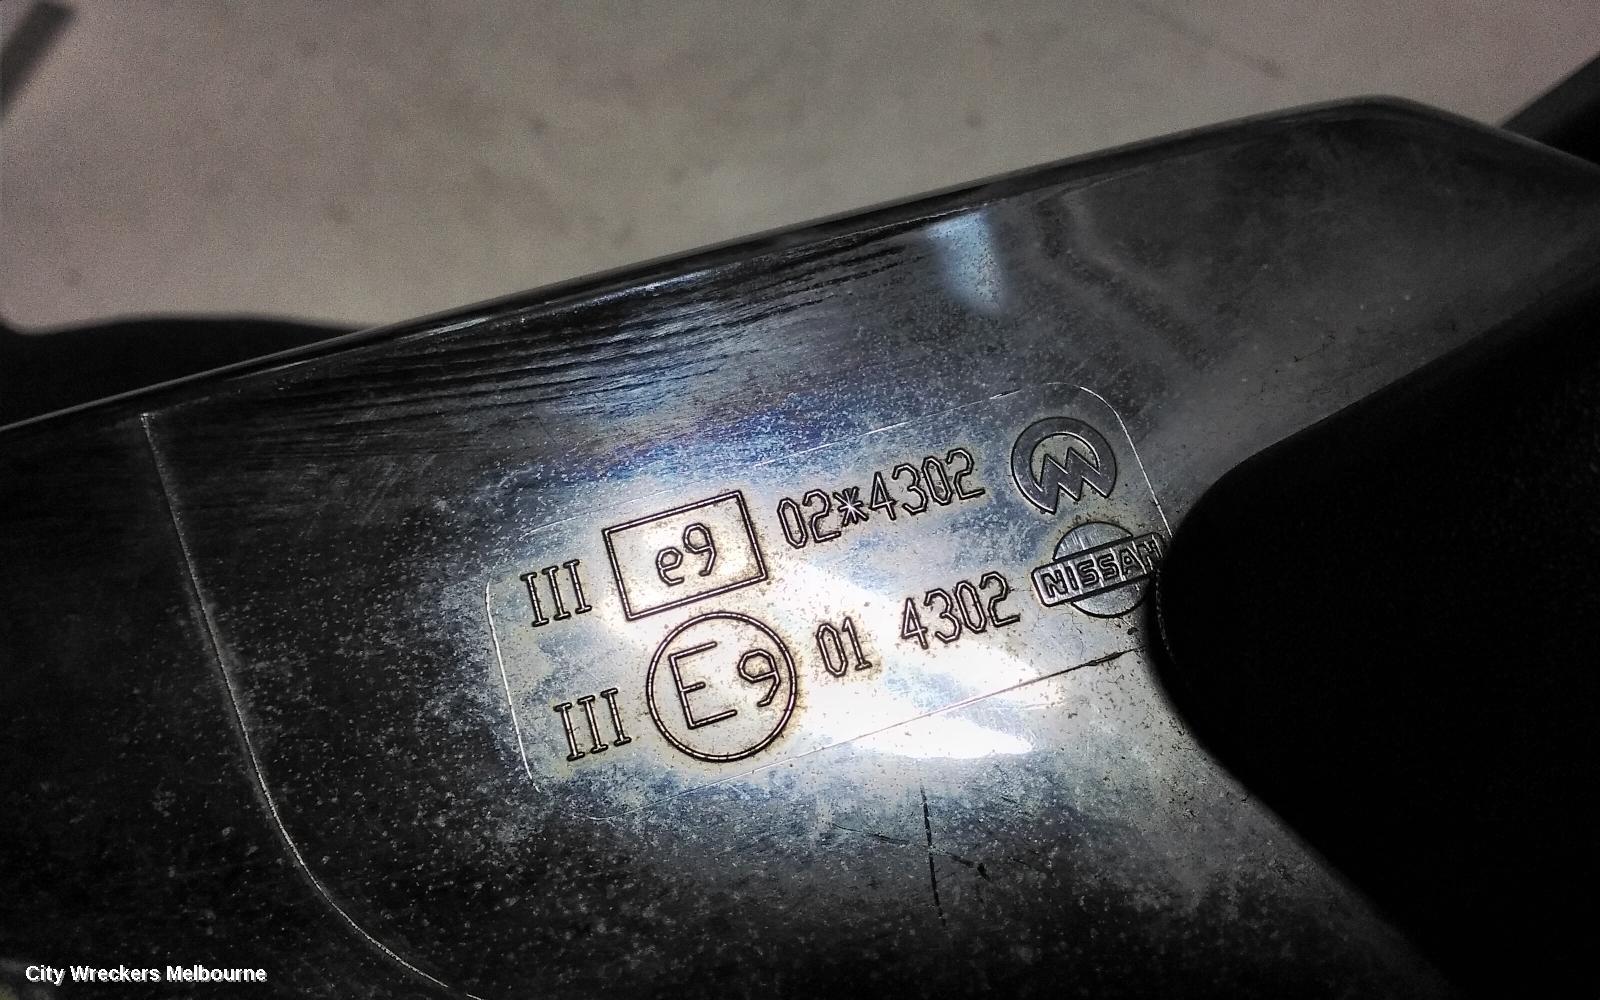 III e9 02*4302
III E9 01 4302 NISSAN
City Wreckers Melbourne